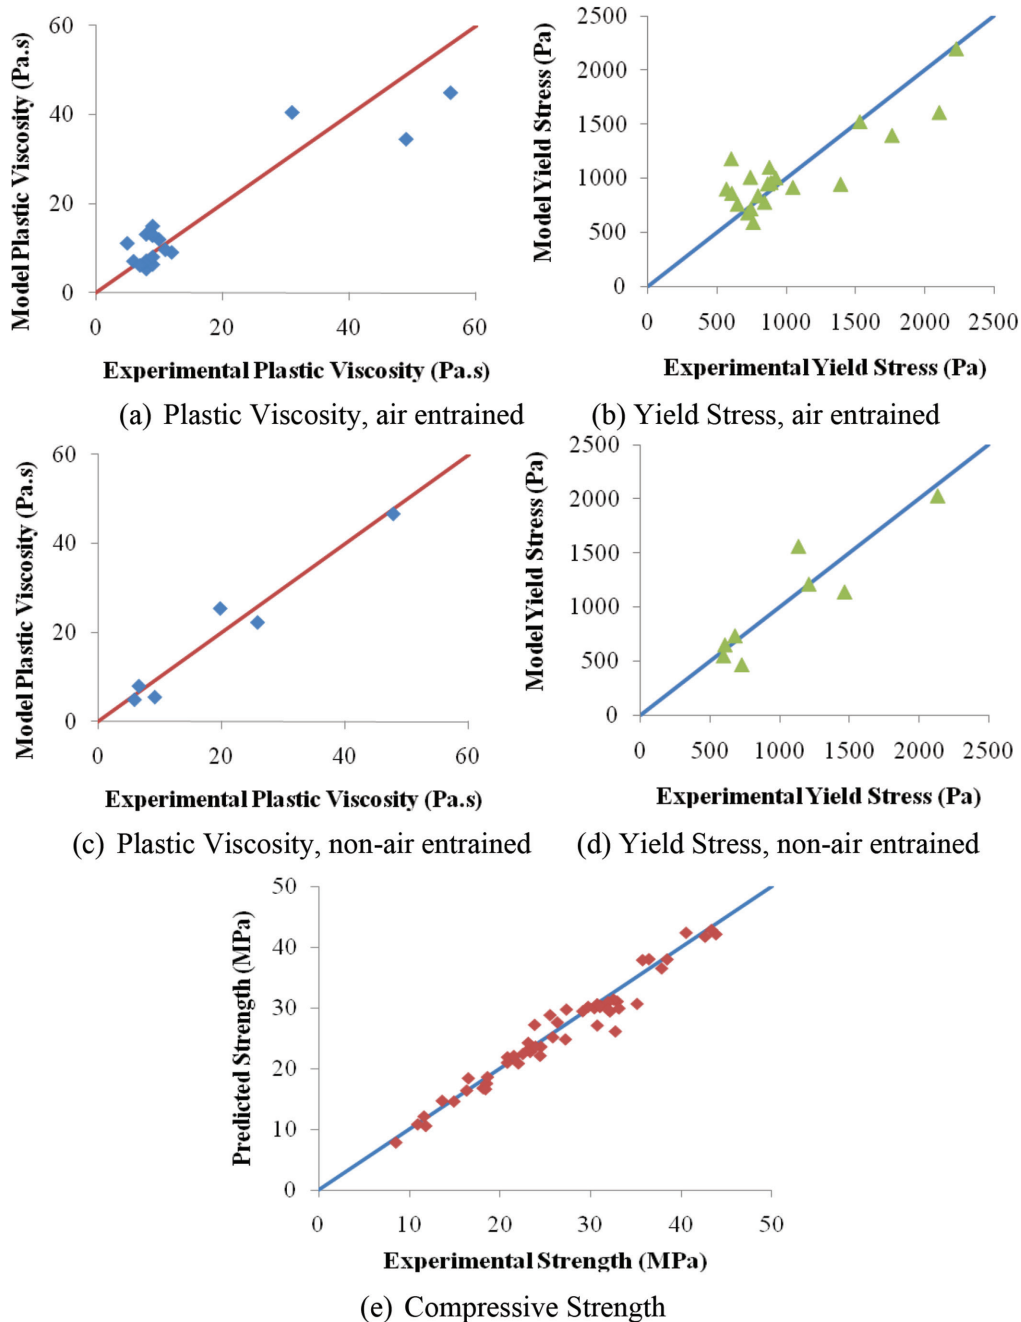 60
40
20
0
0 20 40 60
Model Plastic Viscosity (Pa.s)
Experimental Plastic Viscosity (Pa.s)
(a) Plastic Viscosity, air entrained
2500
2000
1500
1000
500
0
0 500 1000 1500 2000 2500
Model Yield Stress (Pa)
Experimental Yield Stress (Pa)
(b) Yield Stress, air entrained
60
40
20
0
0 20 40 60
Model Plastic Viscosity (Pa.s)
Experimental Plastic Viscosity (Pa.s)
(c) Plastic Viscosity, non-air entrained
2500
2000
1500
1000
500
0
0 500 1000 1500 2000 2500
Model Yield Stress (Pa)
Experimental Yield Stress (Pa)
(d) Yield Stress, non-air entrained
50
40
30
20
10
0
0 10 20 30 40 50
Predicted Strength (MPa)
Experimental Strength (MPa)
(e) Compressive Strength